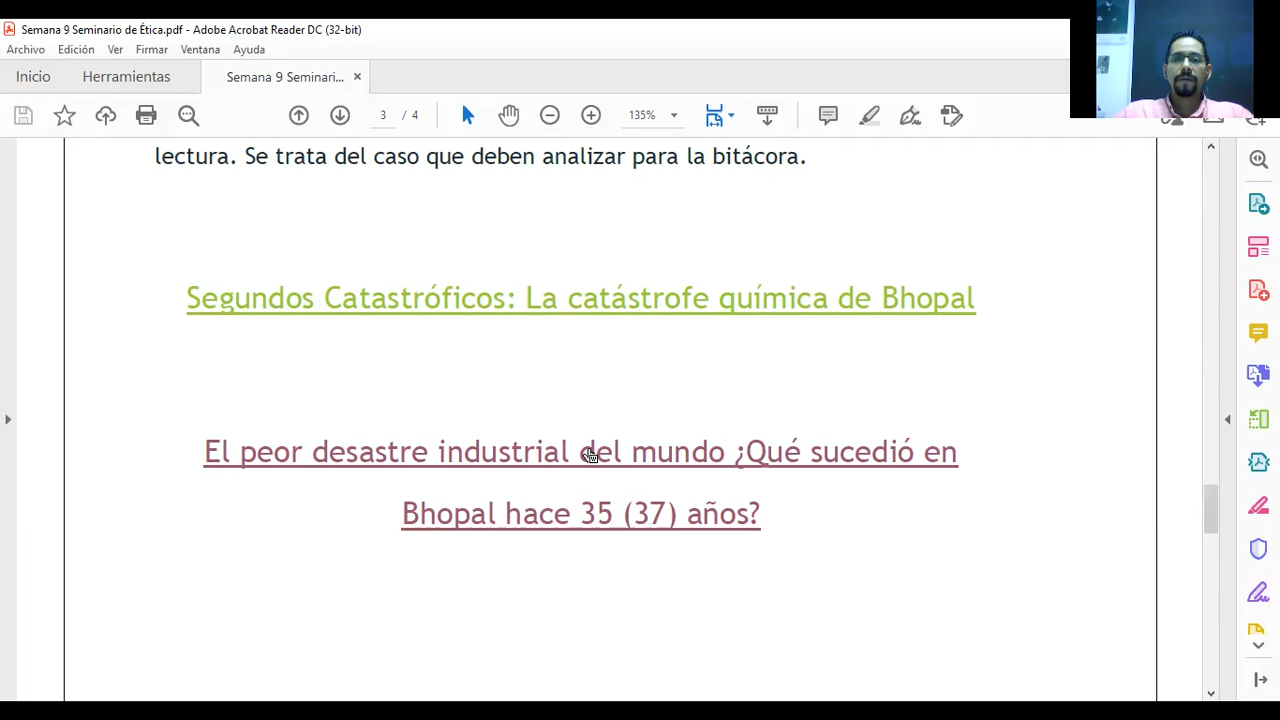 Semana 9 Seminario de Ética.pdf - Adobe Acrobat Reader DC (32-bit)
Archivo Edición Ver Firmar Ventana Ayuda
Inicio Herramientas Semana 9 Seminari... ×
3 / 4 135%
lectura. Se trata del caso que deben analizar para la bitácora.
Segundos Catastróficos: La catástrofe química de Bhopal
El peor desastre industrial del mundo ¿Qué sucedió en
Bhopal hace 35 (37) años?